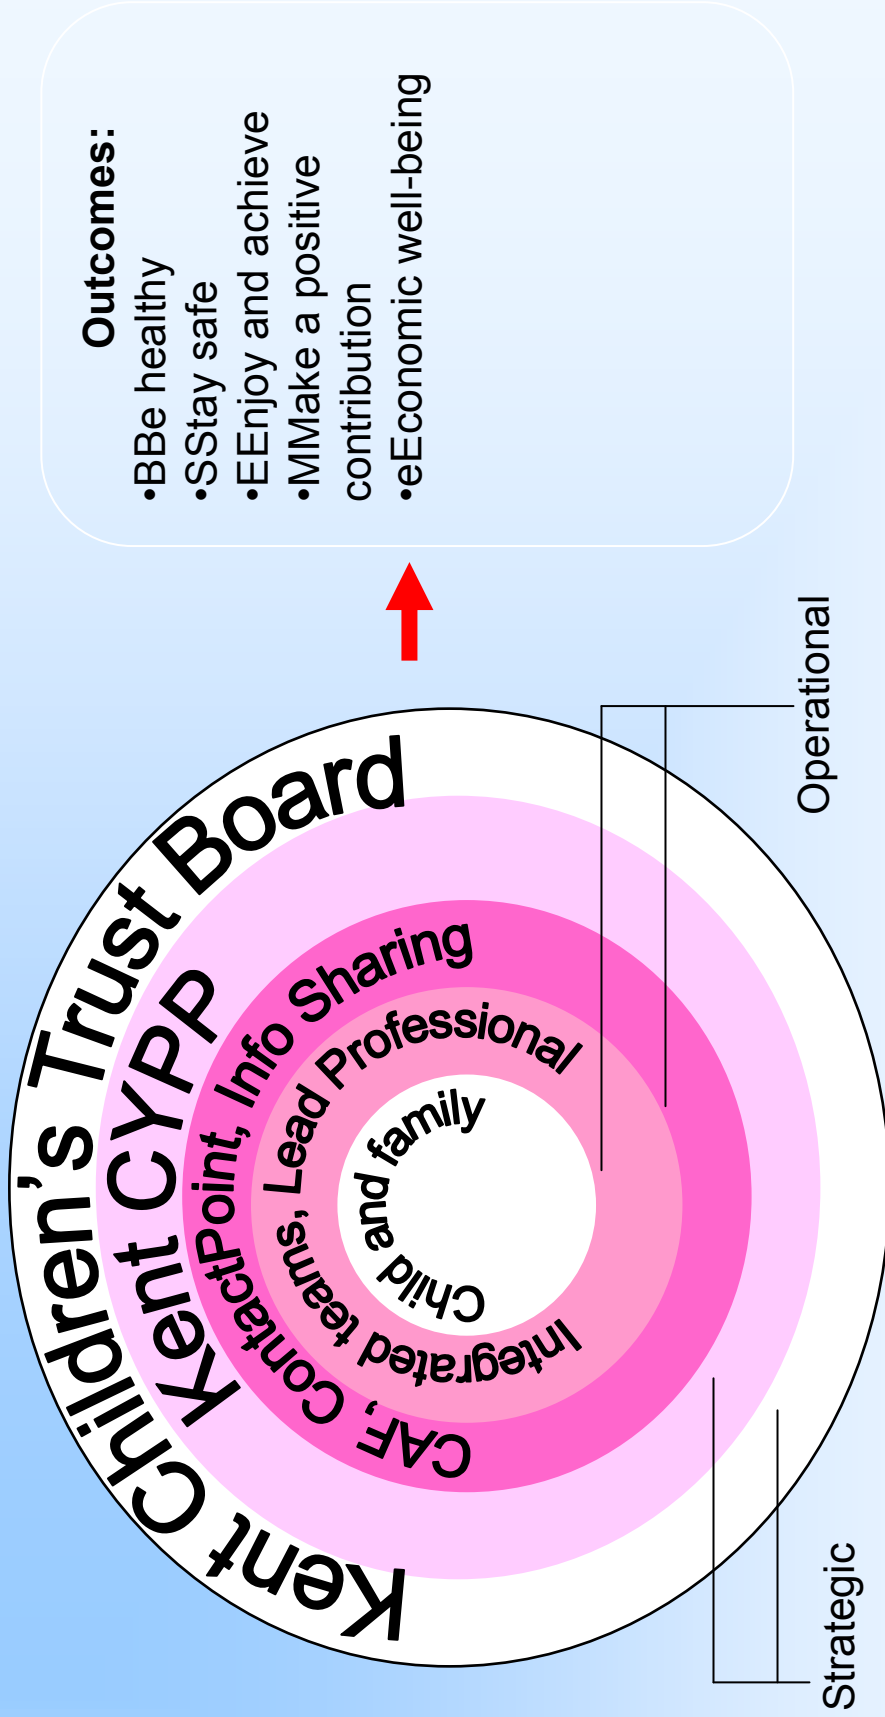 Kent Children's Trust Board
Kent CYPP
CAF, ContactPoint, Info Sharing
Integrated teams, Lead Professional
Child and family
Strategic
Operational
Outcomes:
•BBe healthy
•SStay safe
•EEnjoy and achieve
•MMake a positive
contribution
•eEconomic well-being